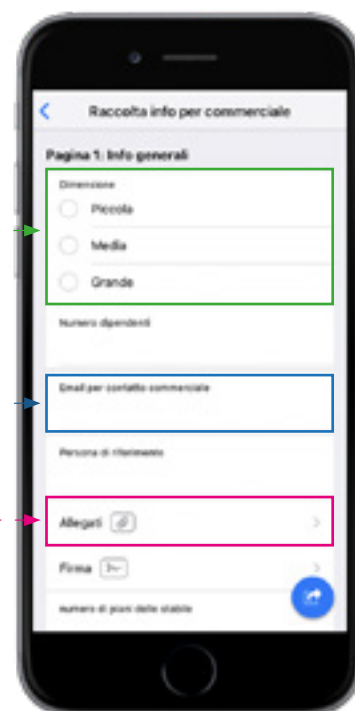 Raccolta info per commerciale
Pagina 1: Info generali
Dimensione
Piccola
Media
Grande
Numero dipendenti
Email per contatto commerciale
Persona di riferimento
Allegati
Firma
numero di piani dello stabile